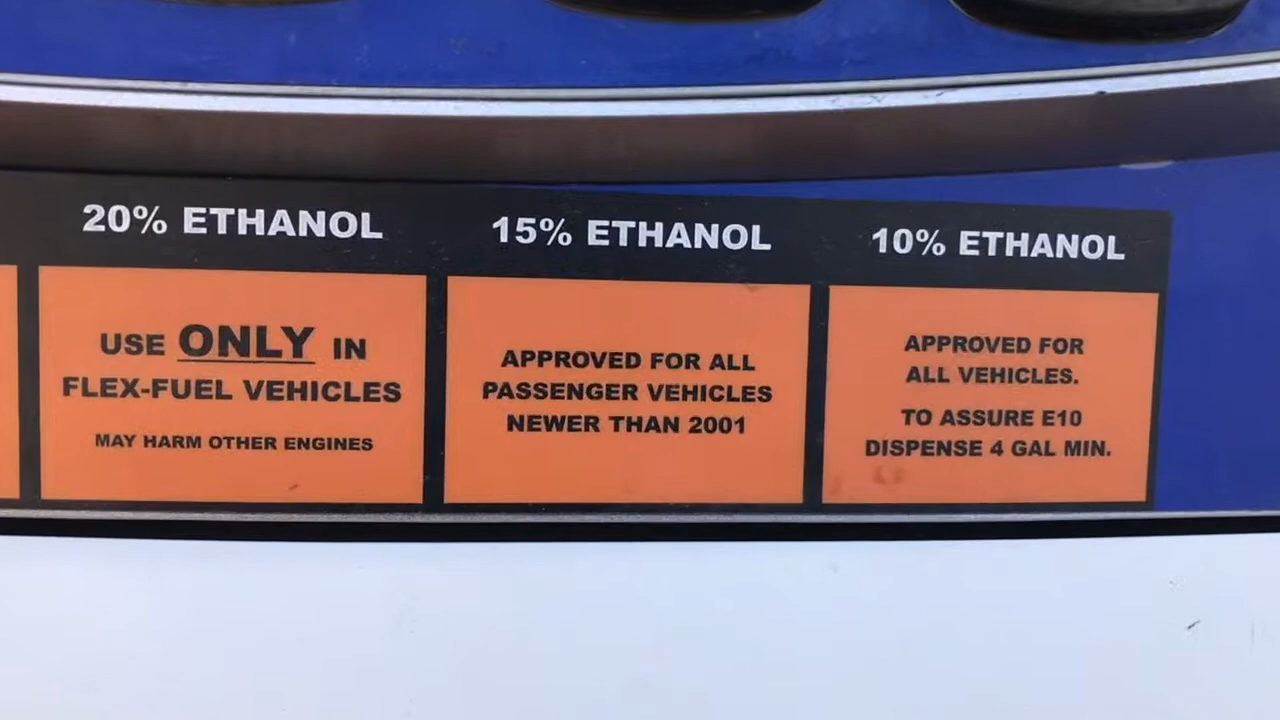 20% ETHANOL
USE ONLY IN
FLEX-FUEL VEHICLES
MAY HARM OTHER ENGINES
15% ETHANOL
APPROVED FOR ALL
PASSENGER VEHICLES
NEWER THAN 2001
10% ETHANOL
APPROVED FOR
ALL VEHICLES.
TO ASSURE E10
DISPENSE 4 GAL MIN.